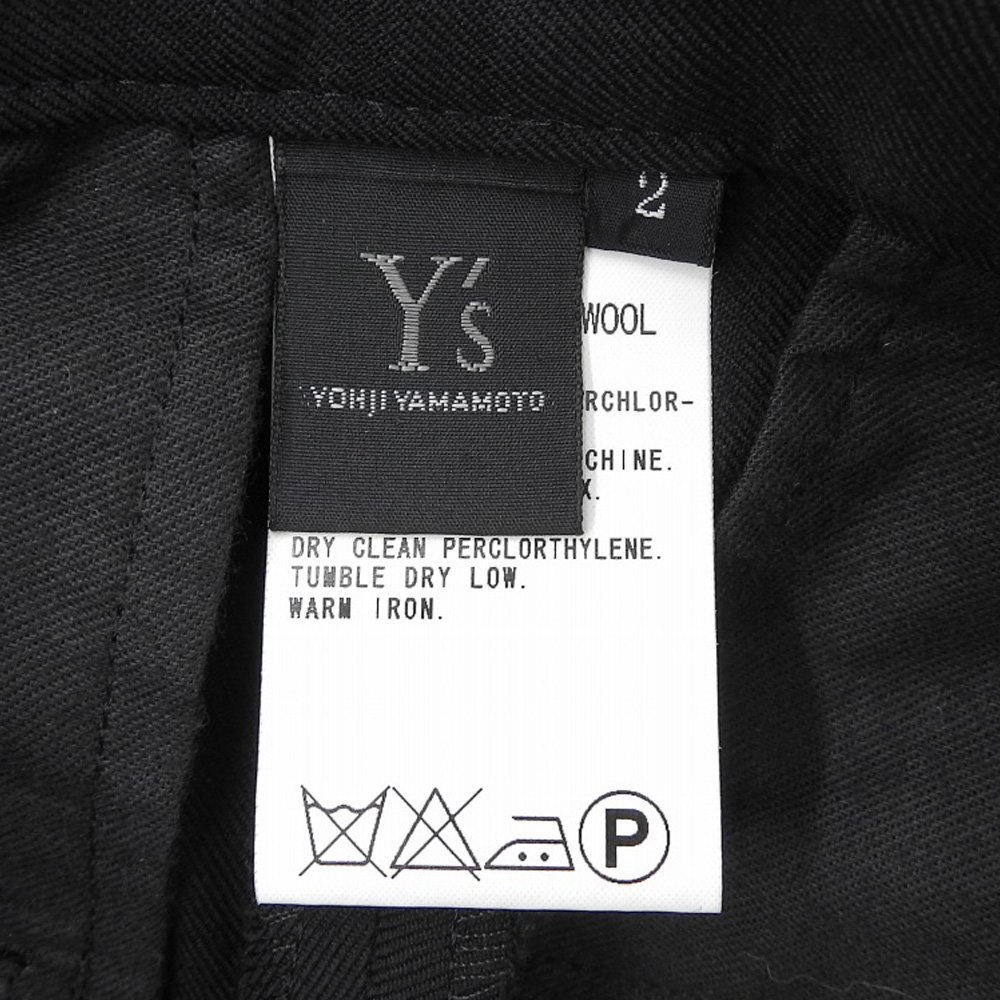 2
Y's
YOHJI YAMAMOTO
WOOL
RCHLOR-
CHINE.
X.
DRY CLEAN PERCLORTHYLENE.
TUMBLE DRY LOW.
WARM IRON.
P